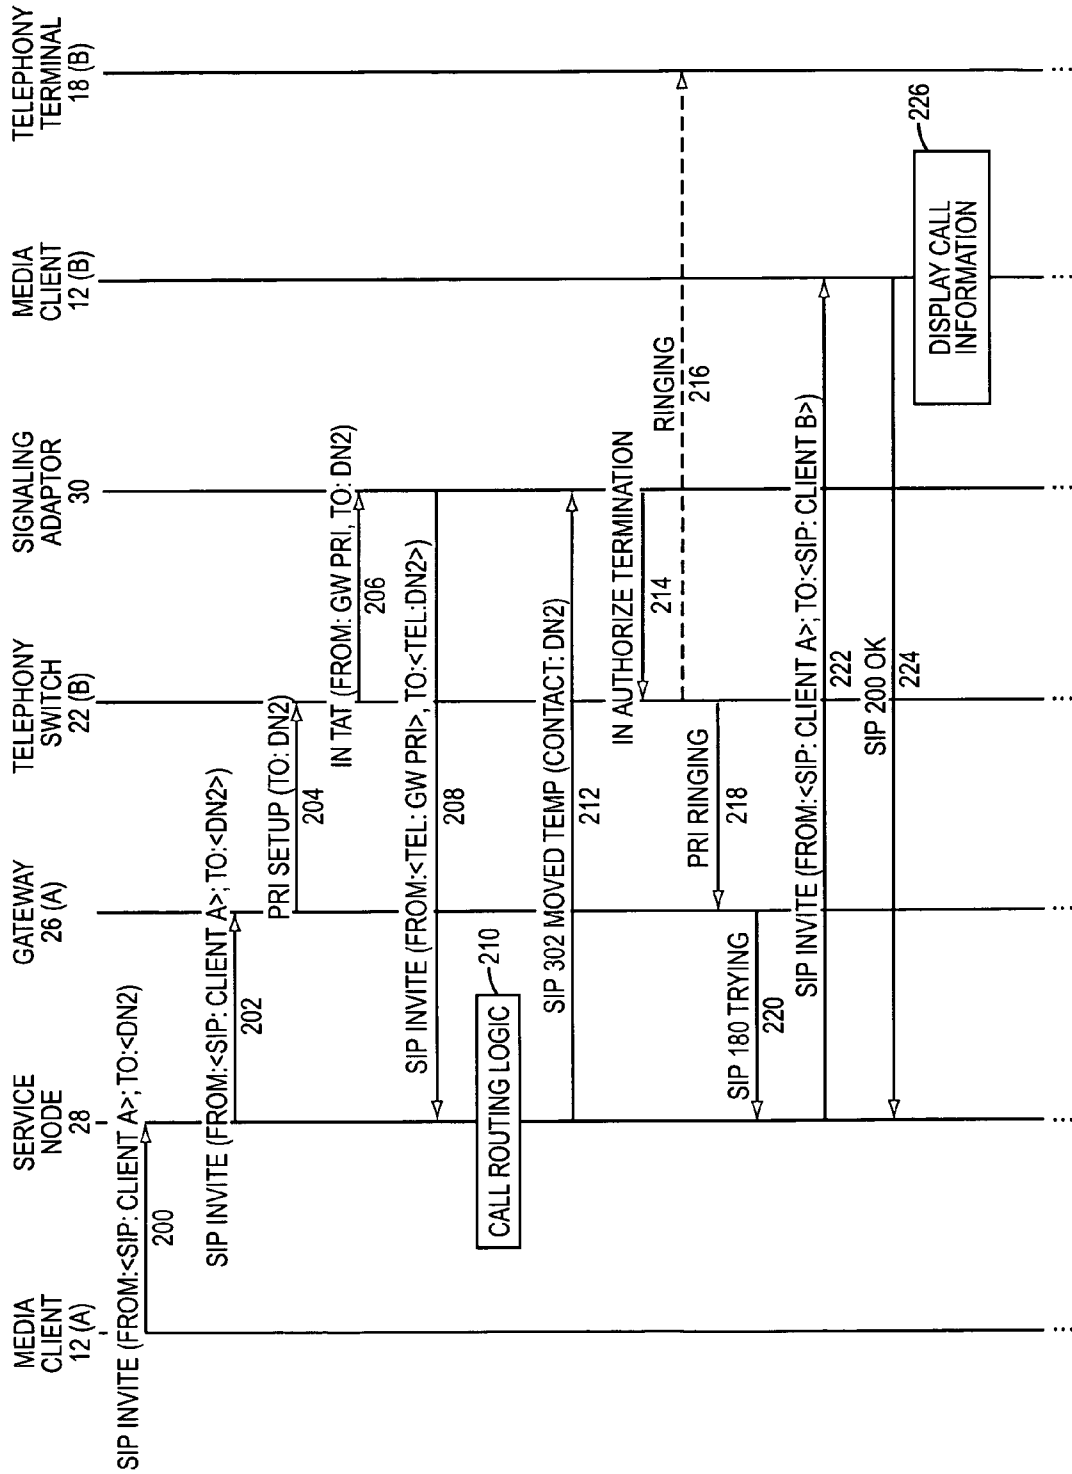 MEDIA
CLIENT
12 (A)
SERVICE
NODE
28
GATEWAY
26 (A)
TELEPHONY
SWITCH
22 (B)
SIGNALING
ADAPTOR
30
MEDIA
CLIENT
12 (B)
TELEPHONY
TERMINAL
18 (B)
SIP INVITE (FROM:<SIP: CLIENT A>; TO:<DN2)
200
SIP INVITE (FROM:<SIP: CLIENT A>; TO:<DN2>)
202
PRI SETUP (TO: DN2)
204
IN TAT (FROM: GW PRI, TO: DN2)
206
SIP INVITE (FROM:<TEL: GW PRI>, TO:<TEL:DN2>)
208
CALL ROUTING LOGIC
210
SIP 302 MOVED TEMP (CONTACT: DN2)
212
IN AUTHORIZE TERMINATION
214
RINGING
216
PRI RINGING
218
SIP 180 TRYING
220
SIP INVITE (FROM:<SIP: CLIENT A>; TO:<SIP: CLIENT B>)
222
SIP 200 OK
224
DISPLAY CALL
INFORMATION
226